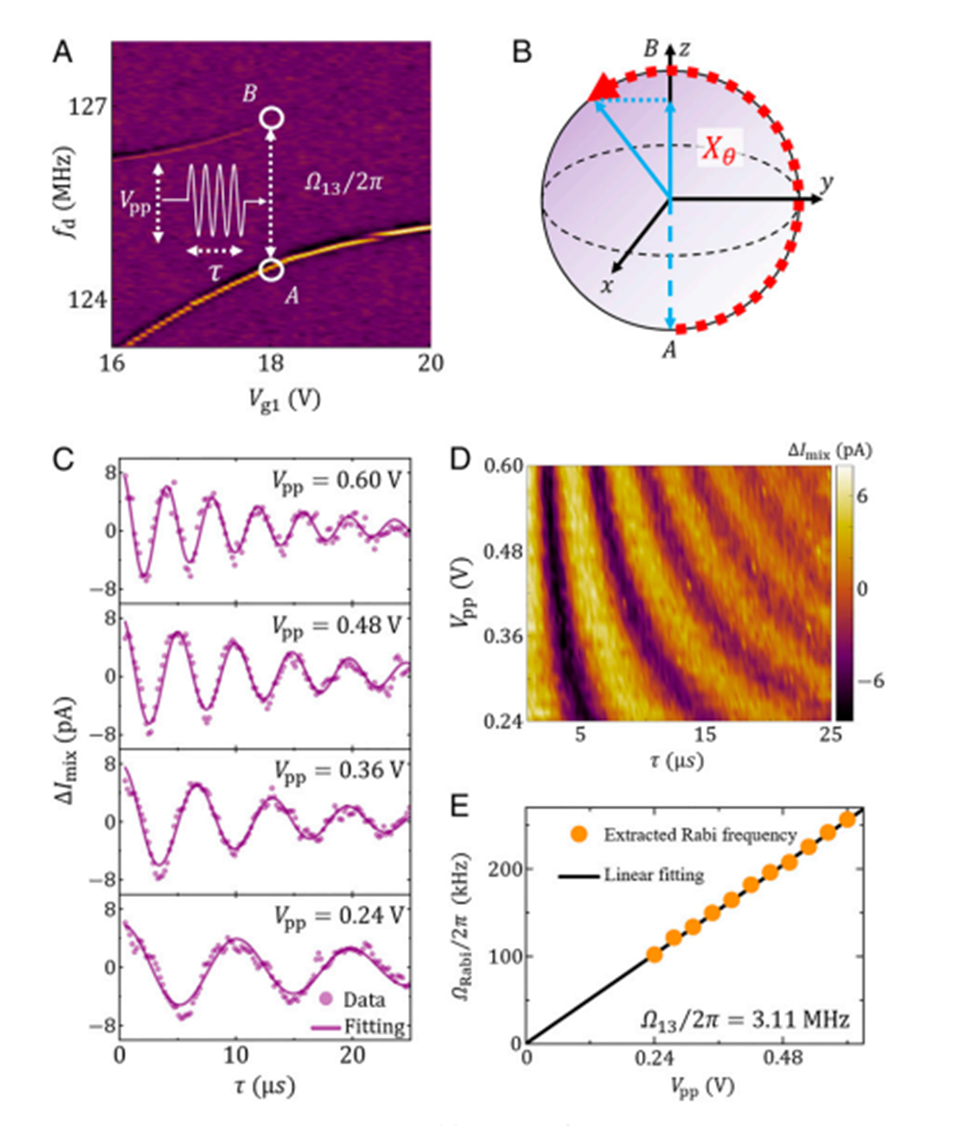 A
127
124
f_d (MHz)
B
Ω₁₃/2π
V_pp
τ
A
16
18
20
V_g1 (V)
B
B
z
X_θ
y
x
A
C
8
0
−8
V_pp = 0.60 V
8
0
−8
V_pp = 0.48 V
8
0
−8
V_pp = 0.36 V
8
0
−8
V_pp = 0.24 V
Data
Fitting
ΔI_mix (pA)
0
10
20
τ (μs)
D
0.60
0.48
0.36
0.24
V_pp (V)
5
15
25
τ (μs)
ΔI_mix (pA)
6
0
−6
E
Extracted Rabi frequency
Linear fitting
200
100
0
Ω_Rabi/2π (kHz)
Ω₁₃/2π = 3.11 MHz
0
0.24
0.48
V_pp (V)